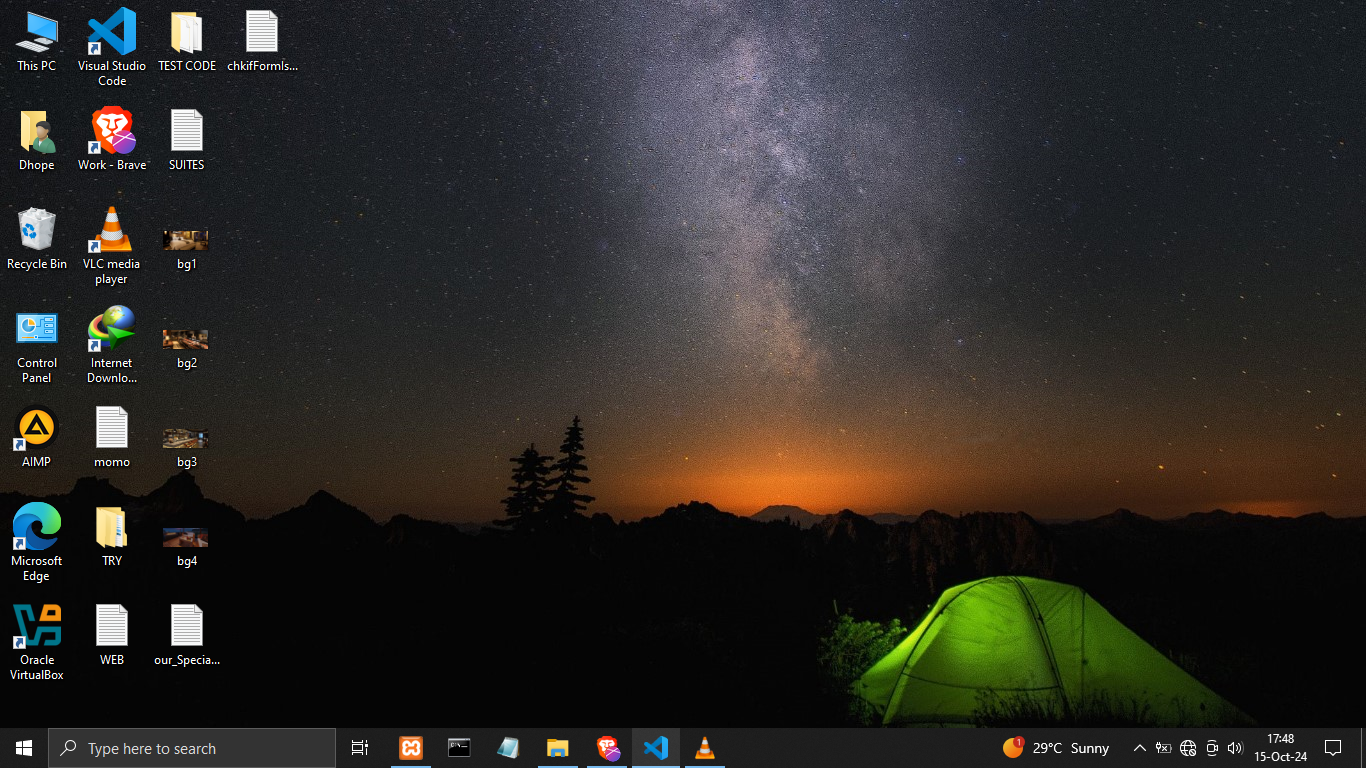 This PC
Visual Studio
Code
TEST CODE
chkifFormIs...
Dhope
Work - Brave
SUITES
Recycle Bin
VLC media
player
bg1
Control
Panel
Internet
Downlo...
bg2
AIMP
momo
bg3
Microsoft
Edge
TRY
bg4
Oracle
VirtualBox
WEB
our_Specia...
Type here to search
1
29°C Sunny
17:48
15-Oct-24